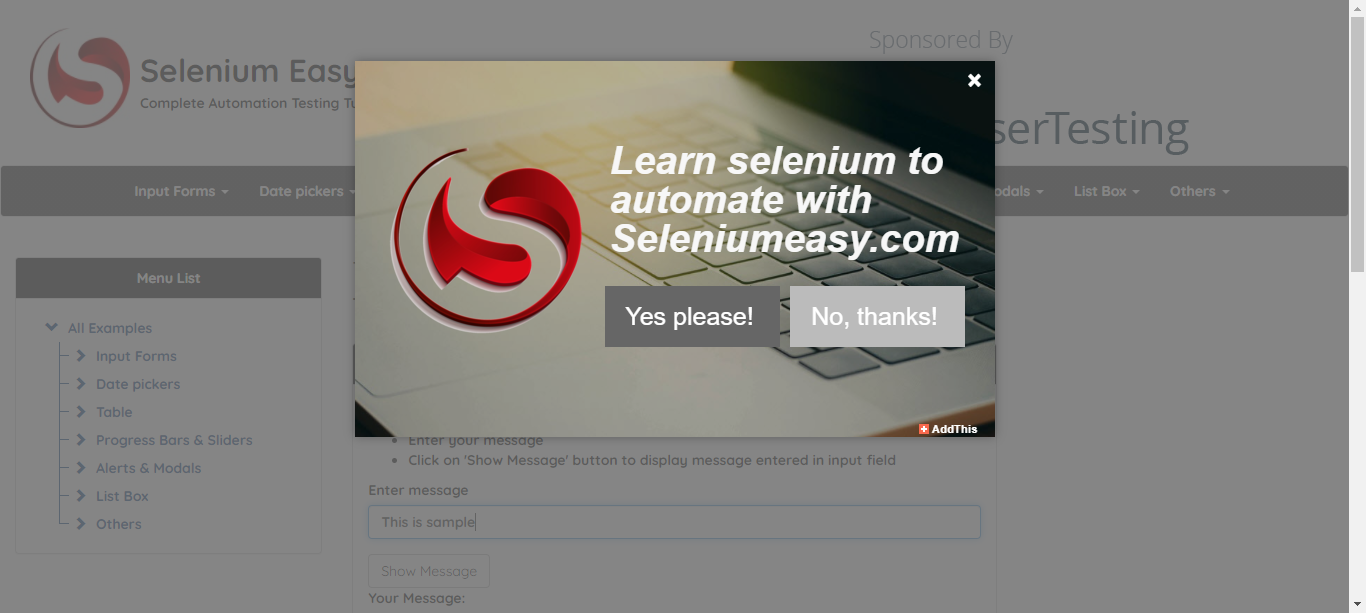 Sponsored By
Selenium Easy
Complete Automation Testing
serTesting
Input Forms
Date pickers
List Box
Others
Learn selenium to
automate with
Seleniumeasy.com
Yes please!
No, thanks!
AddThis
Menu List
All Examples
Input Forms
Date pickers
Table
Progress Bars & Sliders
Alerts & Modals
List Box
Others
Enter your message
Click on 'Show Message' button to display message entered in input field
Enter message
This is sample
Show Message
Your Message: